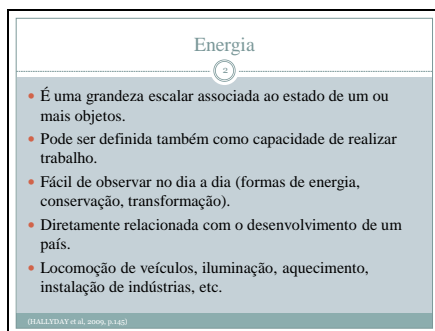 Energia
2
• É uma grandeza escalar associada ao estado de um ou
mais objetos.
• Pode ser definida também como capacidade de realizar
trabalho.
• Fácil de observar no dia a dia (formas de energia,
conservação, transformação).
• Diretamente relacionada com o desenvolvimento de um
país.
• Locomoção de veículos, iluminação, aquecimento,
instalação de indústrias, etc.
(HALLYDAY et al, 2009, p.145)